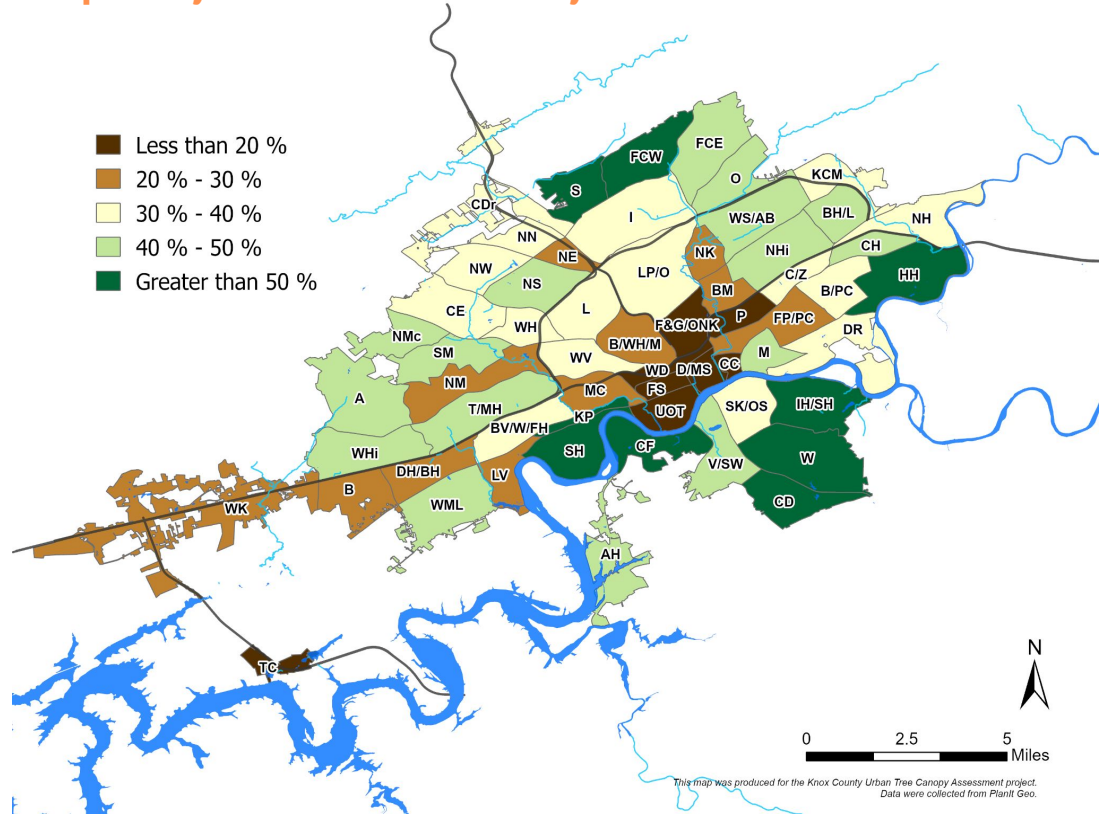 Less than 20 %
20 % - 30 %
30 % - 40 %
40 % - 50 %
Greater than 50 %
FCW
FCE
S
O
KCM
CDr
I
WS/AB
BH/L
NH
NN
NE
NK
NHi
CH
NW
NS
LP/O
C/Z
HH
BM
B/PC
CE
L
WH
F&G/ONK
P
FP/PC
DR
NMc
SM
B/WH/M
WV
WD
D/MS
CC
M
NM
MC
FS
A
T/MH
KP
UOT
SK/OS
IH/SH
BV/W/FH
WHi
SH
CF
V/SW
W
DH/BH
LV
B
WK
WML
CD
AH
TC
N
0
2.5
5
Miles
This map was produced for the Knox County Urban Tree Canopy Assessment project.
Data were collected from PlanIt Geo.